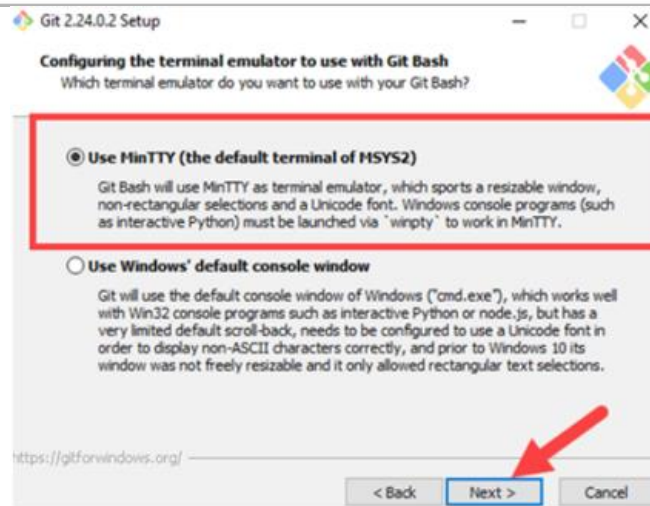 Git 2.24.0.2 Setup
Configuring the terminal emulator to use with Git Bash
Which terminal emulator do you want to use with your Git Bash?
Use MinTTY (the default terminal of MSYS2)
Git Bash will use MinTTY as terminal emulator, which sports a resizable window,
non-rectangular selections and a Unicode font. Windows console programs (such
as interactive Python) must be launched via `winpty` to work in MinTTY.
Use Windows' default console window
Git will use the default console window of Windows ("cmd.exe"), which works well
with Win32 console programs such as interactive Python or node.js, but has a
very limited default scroll-back, needs to be configured to use a Unicode font in
order to display non-ASCII characters correctly, and prior to Windows 10 its
window was not freely resizable and it only allowed rectangular text selections.
https://gitforwindows.org/
< Back Next > Cancel